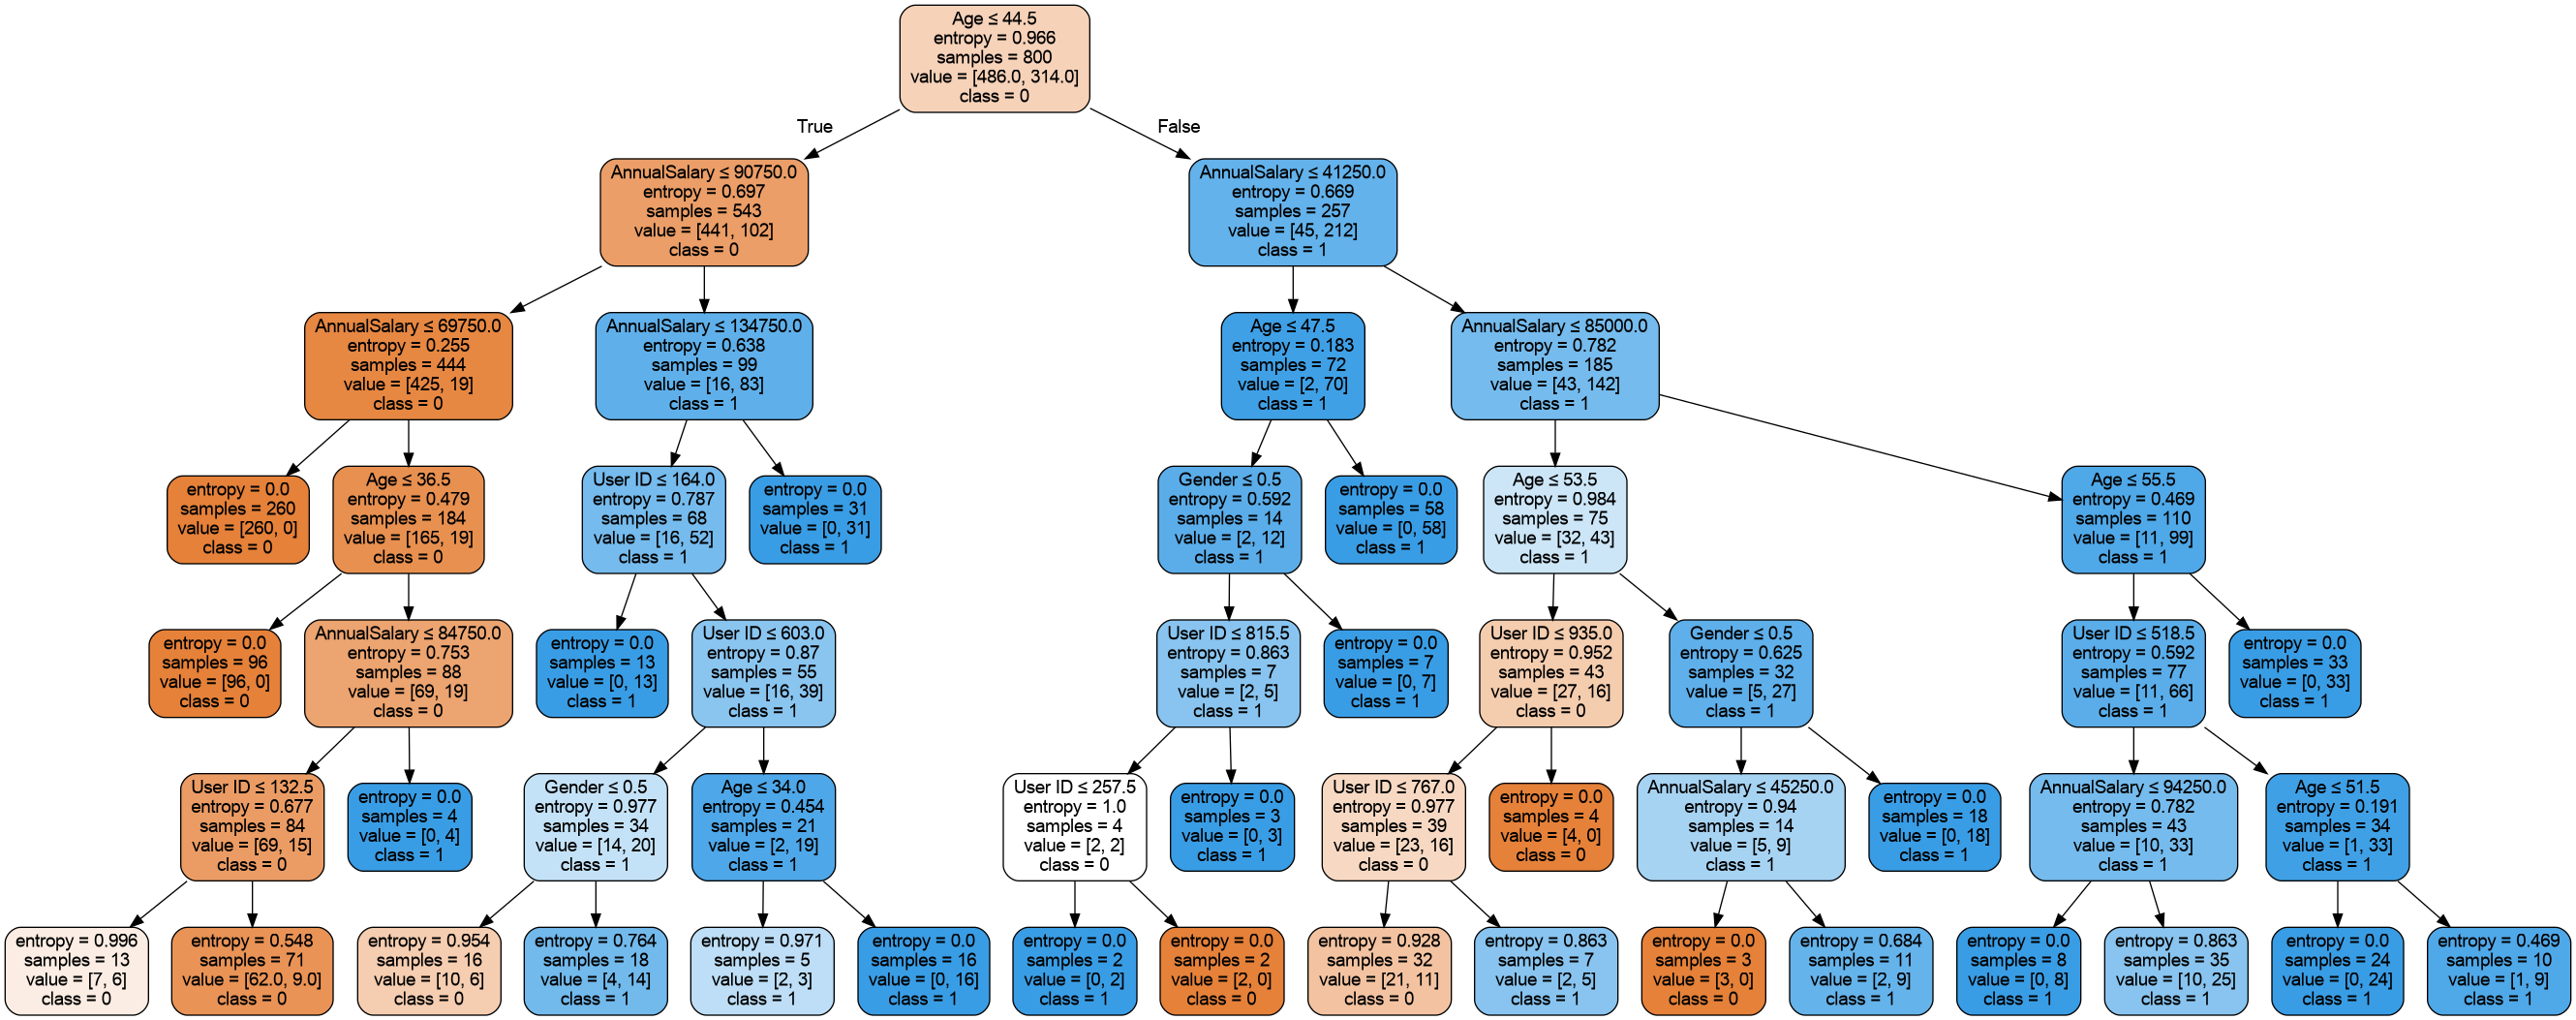 Age ≤ 44.5
entropy = 0.966
samples = 800
value = [486.0, 314.0]
class = 0
True
False
AnnualSalary ≤ 90750.0
entropy = 0.697
samples = 543
value = [441, 102]
class = 0
AnnualSalary ≤ 41250.0
entropy = 0.669
samples = 257
value = [45, 212]
class = 1
AnnualSalary ≤ 69750.0
entropy = 0.255
samples = 444
value = [425, 19]
class = 0
AnnualSalary ≤ 134750.0
entropy = 0.638
samples = 99
value = [16, 83]
class = 1
Age ≤ 47.5
entropy = 0.183
samples = 72
value = [2, 70]
class = 1
AnnualSalary ≤ 85000.0
entropy = 0.782
samples = 185
value = [43, 142]
class = 1
entropy = 0.0
samples = 260
value = [260, 0]
class = 0
Age ≤ 36.5
entropy = 0.479
samples = 184
value = [165, 19]
class = 0
User ID ≤ 164.0
entropy = 0.787
samples = 68
value = [16, 52]
class = 1
entropy = 0.0
samples = 31
value = [0, 31]
class = 1
Gender ≤ 0.5
entropy = 0.592
samples = 14
value = [2, 12]
class = 1
entropy = 0.0
samples = 58
value = [0, 58]
class = 1
Age ≤ 53.5
entropy = 0.984
samples = 75
value = [32, 43]
class = 1
Age ≤ 55.5
entropy = 0.469
samples = 110
value = [11, 99]
class = 1
entropy = 0.0
samples = 96
value = [96, 0]
class = 0
AnnualSalary ≤ 84750.0
entropy = 0.753
samples = 88
value = [69, 19]
class = 0
entropy = 0.0
samples = 13
value = [0, 13]
class = 1
User ID ≤ 603.0
entropy = 0.87
samples = 55
value = [16, 39]
class = 1
User ID ≤ 815.5
entropy = 0.863
samples = 7
value = [2, 5]
class = 1
entropy = 0.0
samples = 7
value = [0, 7]
class = 1
User ID ≤ 935.0
entropy = 0.952
samples = 43
value = [27, 16]
class = 0
Gender ≤ 0.5
entropy = 0.625
samples = 32
value = [5, 27]
class = 1
User ID ≤ 518.5
entropy = 0.592
samples = 77
value = [11, 66]
class = 1
entropy = 0.0
samples = 33
value = [0, 33]
class = 1
User ID ≤ 132.5
entropy = 0.677
samples = 84
value = [69, 15]
class = 0
entropy = 0.0
samples = 4
value = [0, 4]
class = 1
Gender ≤ 0.5
entropy = 0.977
samples = 34
value = [14, 20]
class = 1
Age ≤ 34.0
entropy = 0.454
samples = 21
value = [2, 19]
class = 1
User ID ≤ 257.5
entropy = 1.0
samples = 4
value = [2, 2]
class = 0
entropy = 0.0
samples = 3
value = [0, 3]
class = 1
User ID ≤ 767.0
entropy = 0.977
samples = 39
value = [23, 16]
class = 0
entropy = 0.0
samples = 4
value = [4, 0]
class = 0
AnnualSalary ≤ 45250.0
entropy = 0.94
samples = 14
value = [5, 9]
class = 1
entropy = 0.0
samples = 18
value = [0, 18]
class = 1
AnnualSalary ≤ 94250.0
entropy = 0.782
samples = 43
value = [10, 33]
class = 1
Age ≤ 51.5
entropy = 0.191
samples = 34
value = [1, 33]
class = 1
entropy = 0.996
samples = 13
value = [7, 6]
class = 0
entropy = 0.548
samples = 71
value = [62.0, 9.0]
class = 0
entropy = 0.954
samples = 16
value = [10, 6]
class = 0
entropy = 0.764
samples = 18
value = [4, 14]
class = 1
entropy = 0.971
samples = 5
value = [2, 3]
class = 1
entropy = 0.0
samples = 16
value = [0, 16]
class = 1
entropy = 0.0
samples = 2
value = [0, 2]
class = 1
entropy = 0.0
samples = 2
value = [2, 0]
class = 0
entropy = 0.928
samples = 32
value = [21, 11]
class = 0
entropy = 0.863
samples = 7
value = [2, 5]
class = 1
entropy = 0.0
samples = 3
value = [3, 0]
class = 0
entropy = 0.684
samples = 11
value = [2, 9]
class = 1
entropy = 0.0
samples = 8
value = [0, 8]
class = 1
entropy = 0.863
samples = 35
value = [10, 25]
class = 1
entropy = 0.0
samples = 24
value = [0, 24]
class = 1
entropy = 0.469
samples = 10
value = [1, 9]
class = 1